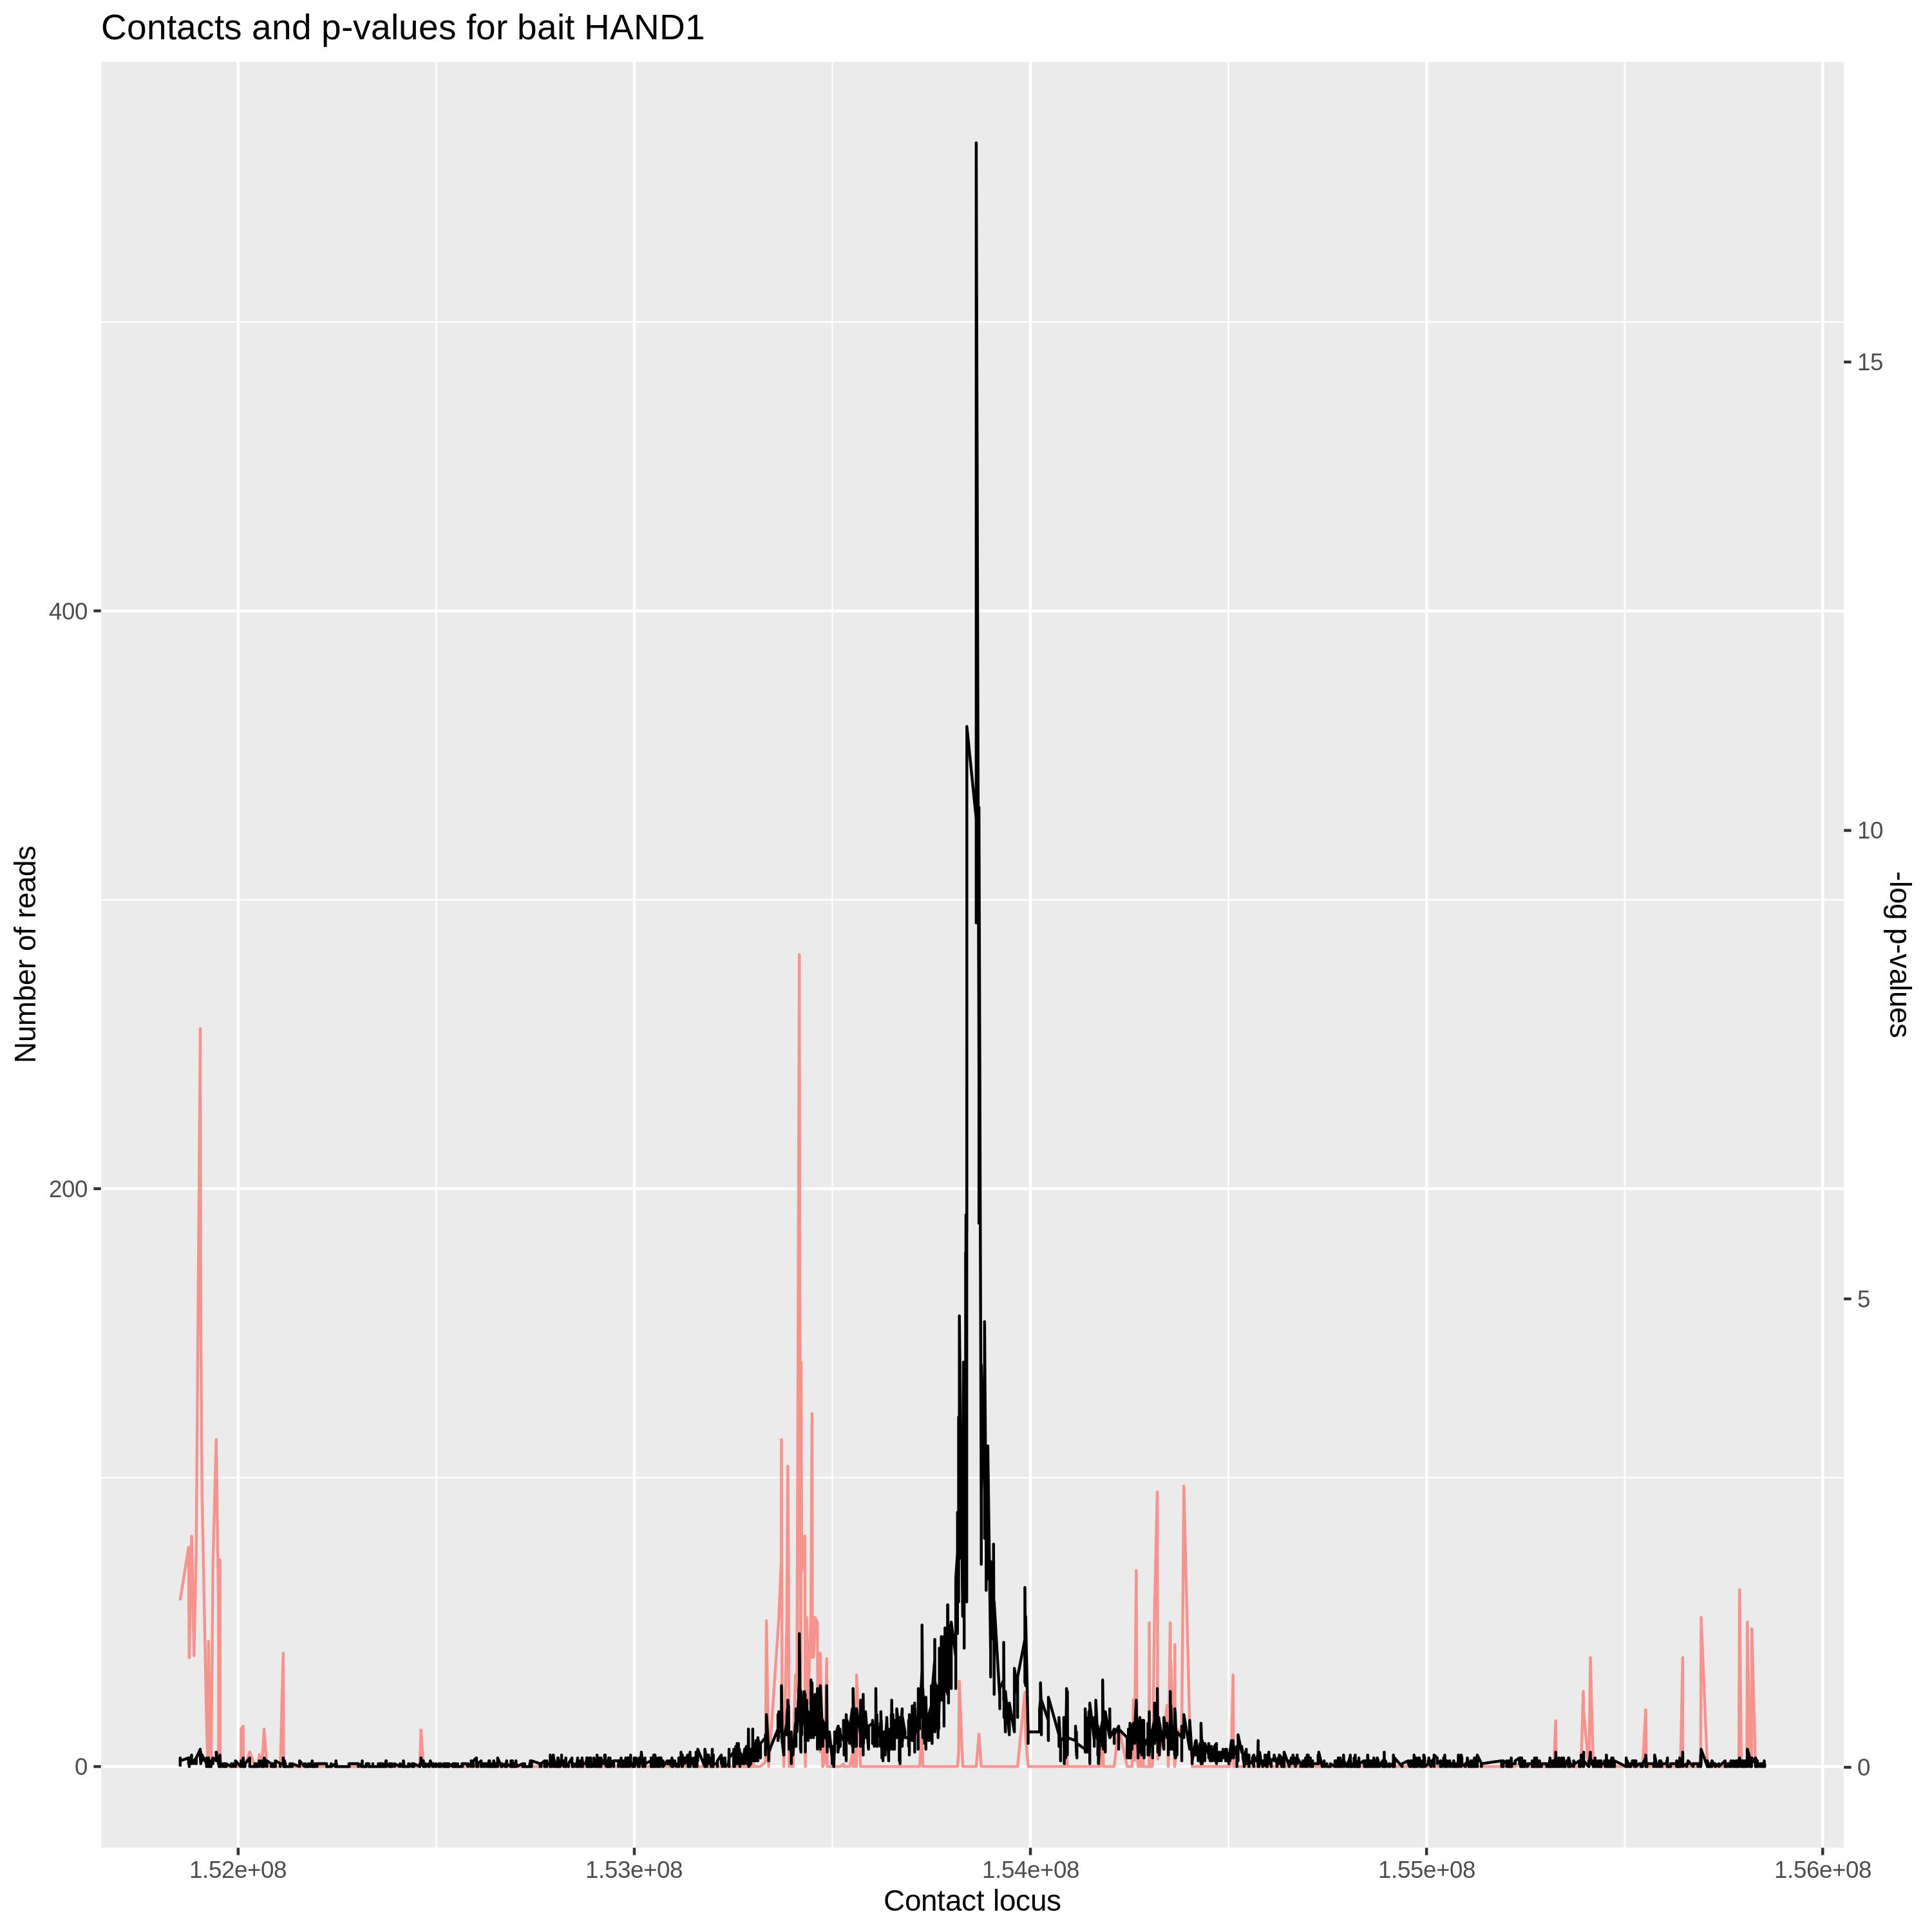 Contacts and p-values for bait HAND1
Number of reads
400
200
0
15
10
5
0
-log p-values
1.52e+08
1.53e+08
1.54e+08
1.55e+08
1.56e+08
Contact locus